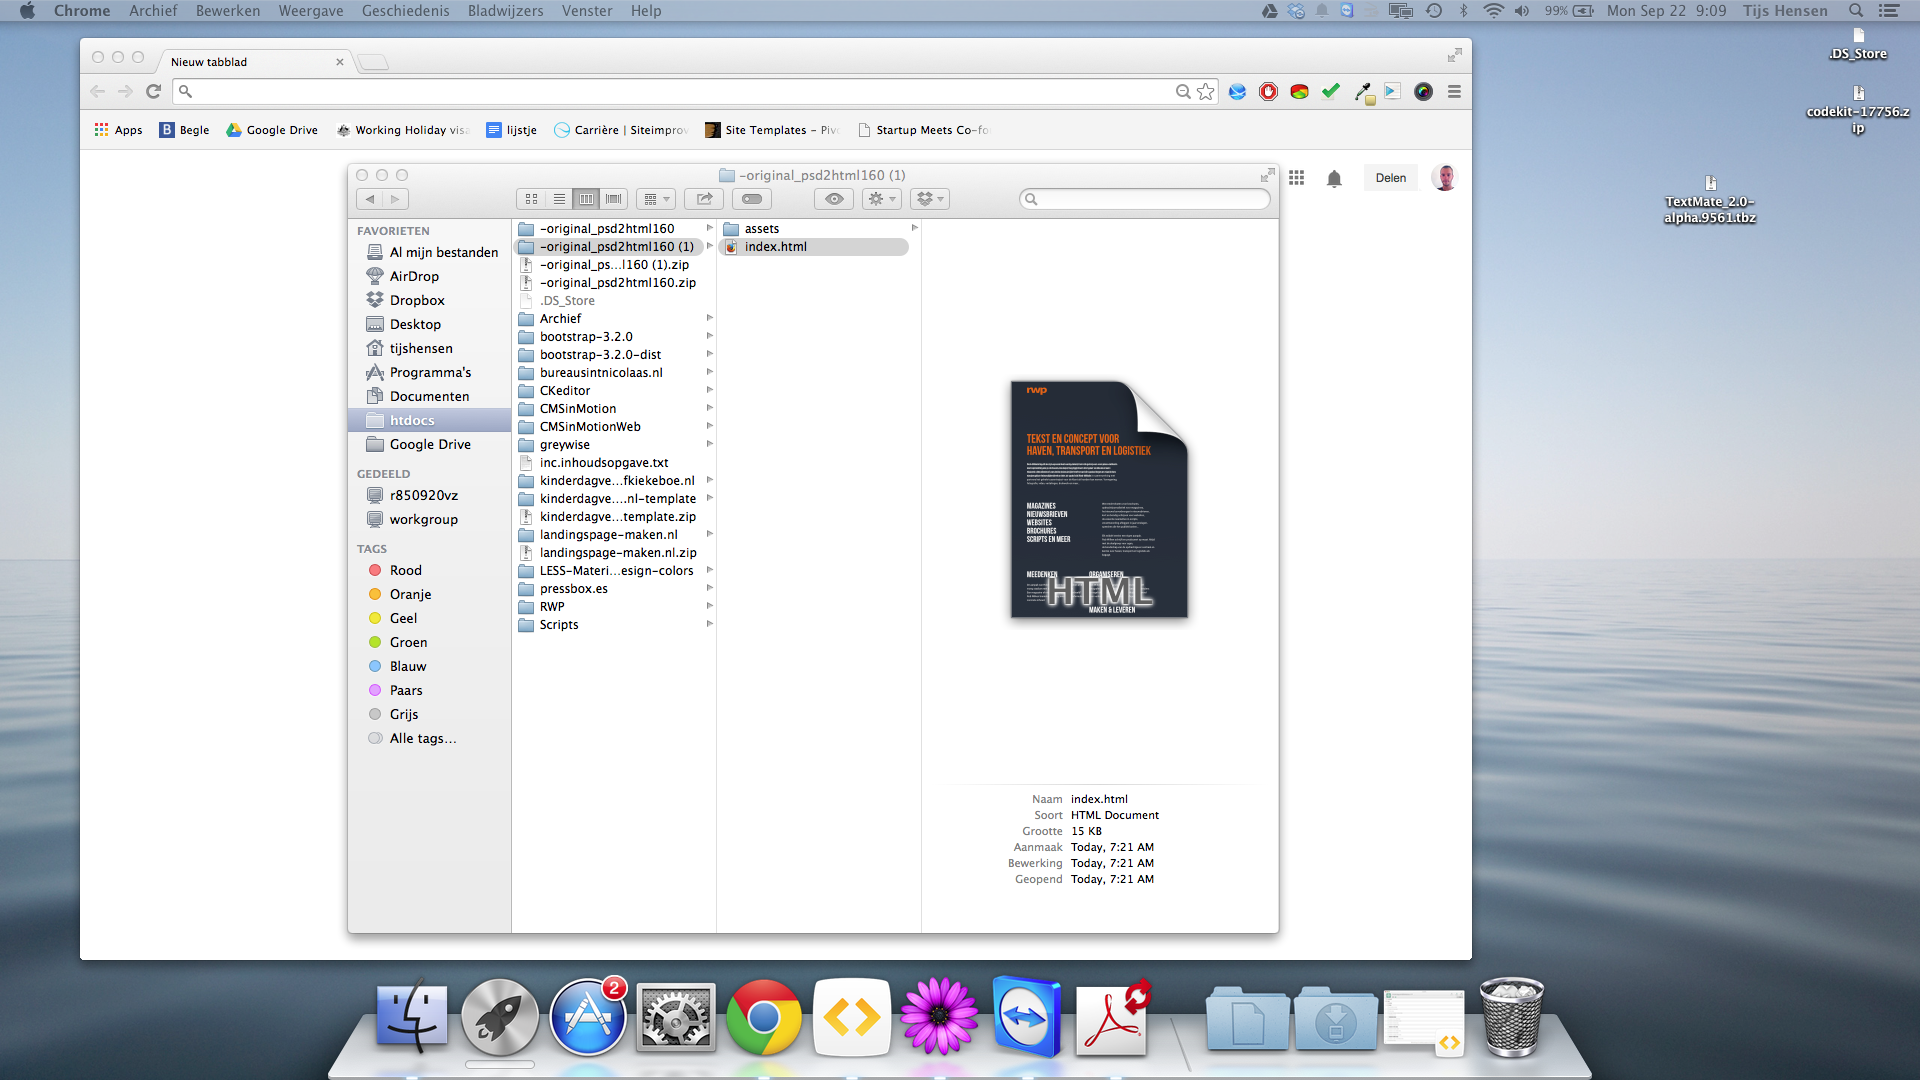 Chrome Archief Bewerken Weergave Geschiedenis Bladwijzers Venster Help 99% Mon Sep 22 9:09 Tijs Hensen
.DS_Store
codekit-17756.z
ip
TextMate_2.0-
alpha.9561.tbz
Nieuw tabblad
Apps Begle Google Drive Working Holiday visa lijstje Carrière | Siteimprov Site Templates - Pivo Startup Meets Co-fo
Delen
-original_psd2html160 (1)
FAVORIETEN
Al mijn bestanden
AirDrop
Dropbox
Desktop
tijshensen
Programma's
Documenten
htdocs
Google Drive
GEDEELD
r850920vz
workgroup
TAGS
Rood
Oranje
Geel
Groen
Blauw
Paars
Grijs
Alle tags...
-original_psd2html160
-original_psd2html160 (1)
-original_ps...l160 (1).zip
-original_psd2html160.zip
.DS_Store
Archief
bootstrap-3.2.0
bootstrap-3.2.0-dist
bureausintnicolaas.nl
CKeditor
CMSinMotion
CMSinMotionWeb
greywise
inc.inhoudsopgave.txt
kinderdagve...fkiekeboe.nl
kinderdagve....nl-template
kinderdagve...template.zip
landingspage-maken.nl
landingspage-maken.nl.zip
LESS-Materi...esign-colors
pressbox.es
RWP
Scripts
assets
index.html
rwp
TEKST EN CONCEPT VOOR
HAVEN, TRANSPORT EN LOGISTIEK
MAGAZINES
NIEUWSBRIEVEN
WEBSITES
BROCHURES
SCRIPTS EN MEER
MEEDENKEN ORGANISEREN
HTML
MAKEN & LEVEREN
Naam index.html
Soort HTML Document
Grootte 15 KB
Aanmaak Today, 7:21 AM
Bewerking Today, 7:21 AM
Geopend Today, 7:21 AM
2